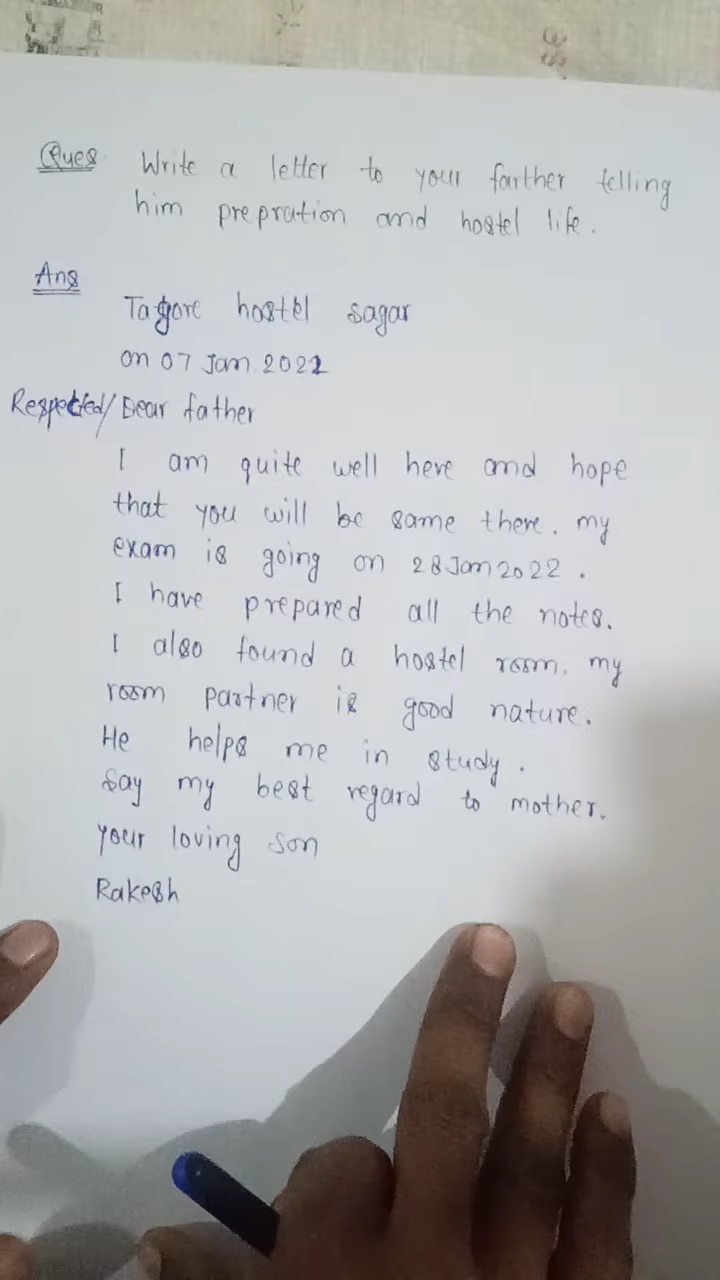 Ques Write a letter to your farther telling
him prepration and hostel life.
Ans
Tagore hostel sagar
on 07 Jan 2022
Respected/Dear father
I am quite well here and hope
that you will be same there. my
exam is going on 28 Jan 2022.
I have prepared all the notes.
I also found a hostel room. my
room partner is good nature.
He helps me in study.
Say my best regard to mother.
your loving son
Rakesh